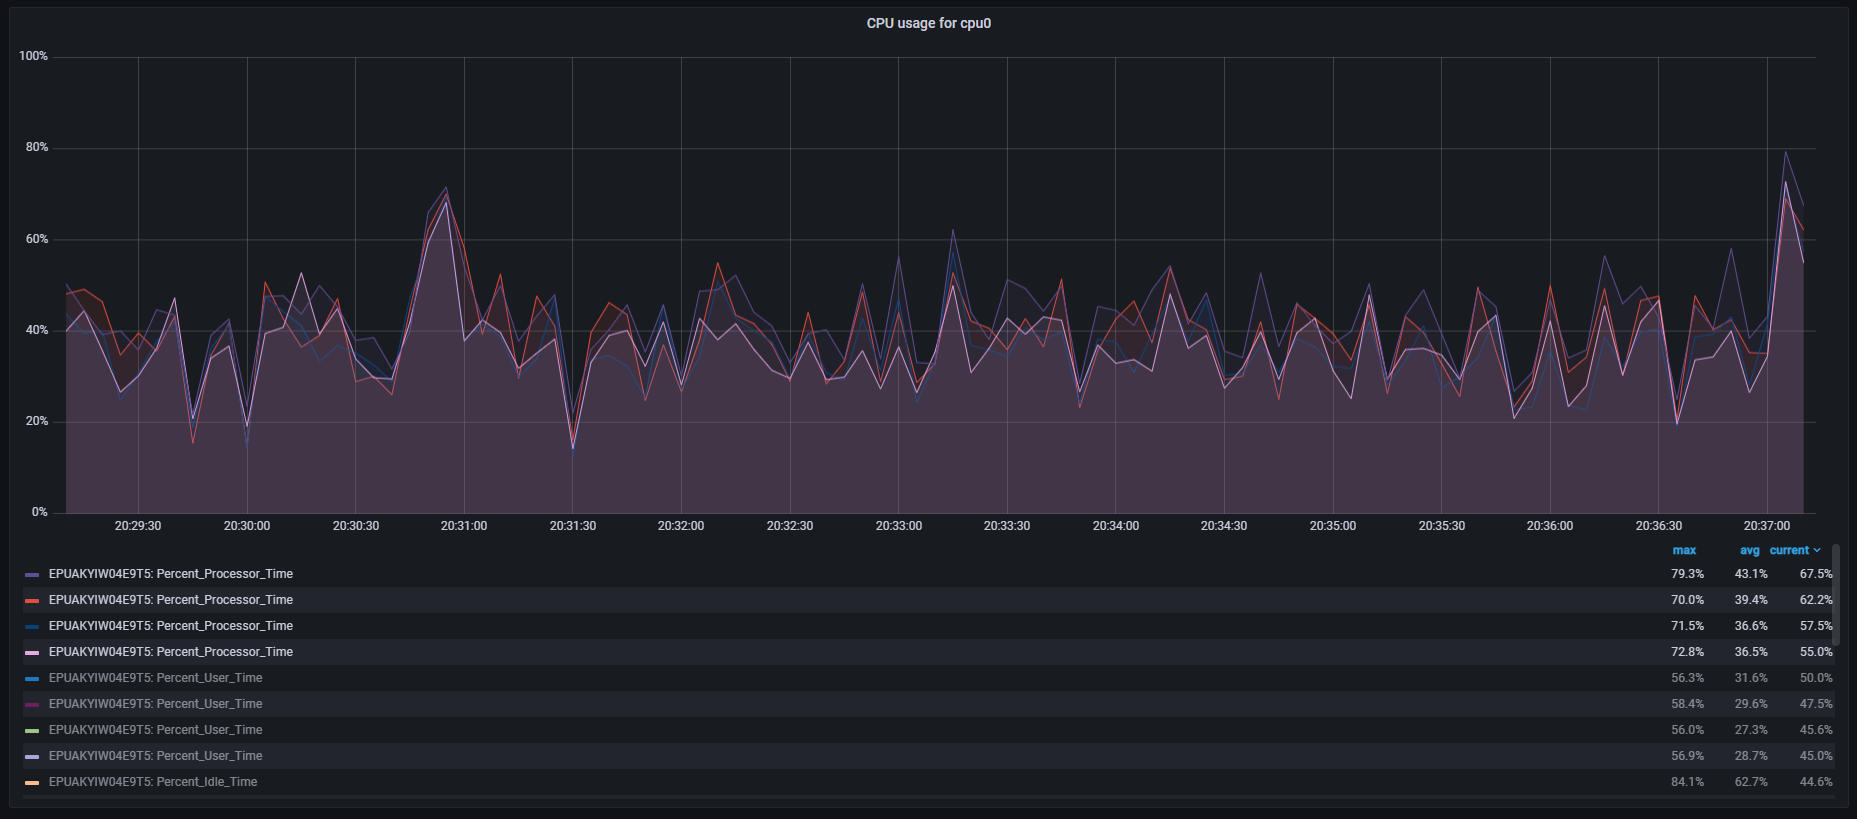 CPU usage for cpu0
100%
80%
60%
40%
20%
0%
20:29:30 20:30:00 20:30:30 20:31:00 20:31:30 20:32:00 20:32:30 20:33:00 20:33:30 20:34:00 20:34:30 20:35:00 20:35:30 20:36:00 20:36:30 20:37:00
max avg current
EPUAKYIW04E9T5: Percent_Processor_Time 79.3% 43.1% 67.5%
EPUAKYIW04E9T5: Percent_Processor_Time 70.0% 39.4% 62.2%
EPUAKYIW04E9T5: Percent_Processor_Time 71.5% 36.6% 57.5%
EPUAKYIW04E9T5: Percent_Processor_Time 72.8% 36.5% 55.0%
EPUAKYIW04E9T5: Percent_User_Time 56.3% 31.6% 50.0%
EPUAKYIW04E9T5: Percent_User_Time 58.4% 29.6% 47.5%
EPUAKYIW04E9T5: Percent_User_Time 56.0% 27.3% 45.6%
EPUAKYIW04E9T5: Percent_User_Time 56.9% 28.7% 45.0%
EPUAKYIW04E9T5: Percent_Idle_Time 84.1% 62.7% 44.6%